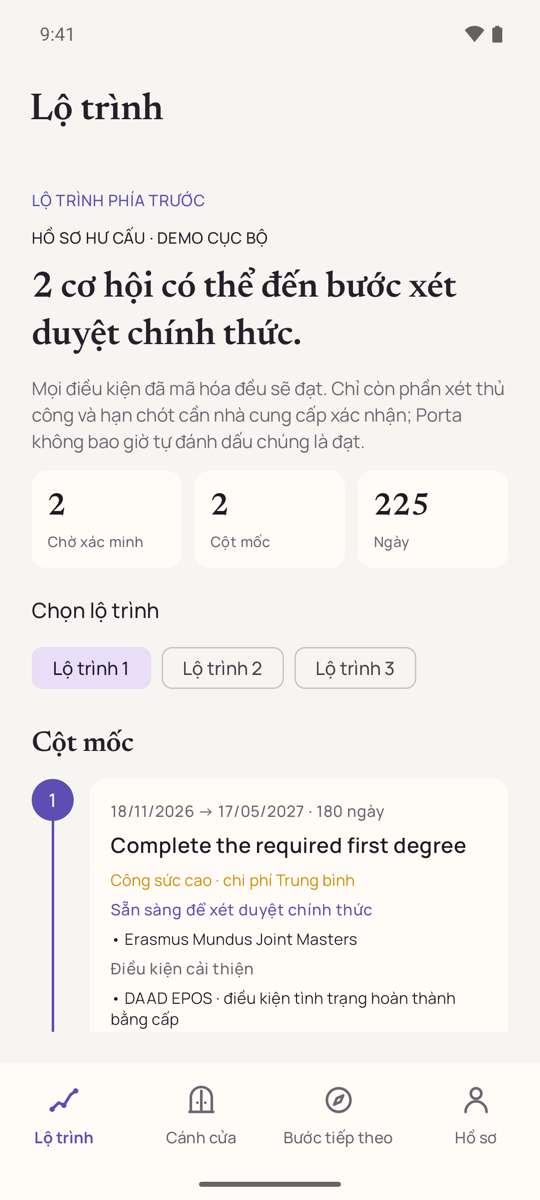 9:41
Lộ trình
LỘ TRÌNH PHÍA TRƯỚC
HỒ SƠ HƯ CẤU · DEMO CỤC BỘ
2 cơ hội có thể đến bước xét
duyệt chính thức.
Mọi điều kiện đã mã hóa đều sẽ đạt. Chỉ còn phần xét thủ
công và hạn chót cần nhà cung cấp xác nhận; Porta
không bao giờ tự đánh dấu chúng là đạt.
2
Chờ xác minh
2
Cột mốc
225
Ngày
Chọn lộ trình
Lộ trình 1
Lộ trình 2
Lộ trình 3
Cột mốc
1
18/11/2026 → 17/05/2027 · 180 ngày
Complete the required first degree
Công sức cao · chi phí Trung bình
Sẵn sàng để xét duyệt chính thức
• Erasmus Mundus Joint Masters
Điều kiện cải thiện
• DAAD EPOS · điều kiện tình trạng hoàn thành
bằng cấp
Lộ trình
Cánh cửa
Bước tiếp theo
Hồ sơ